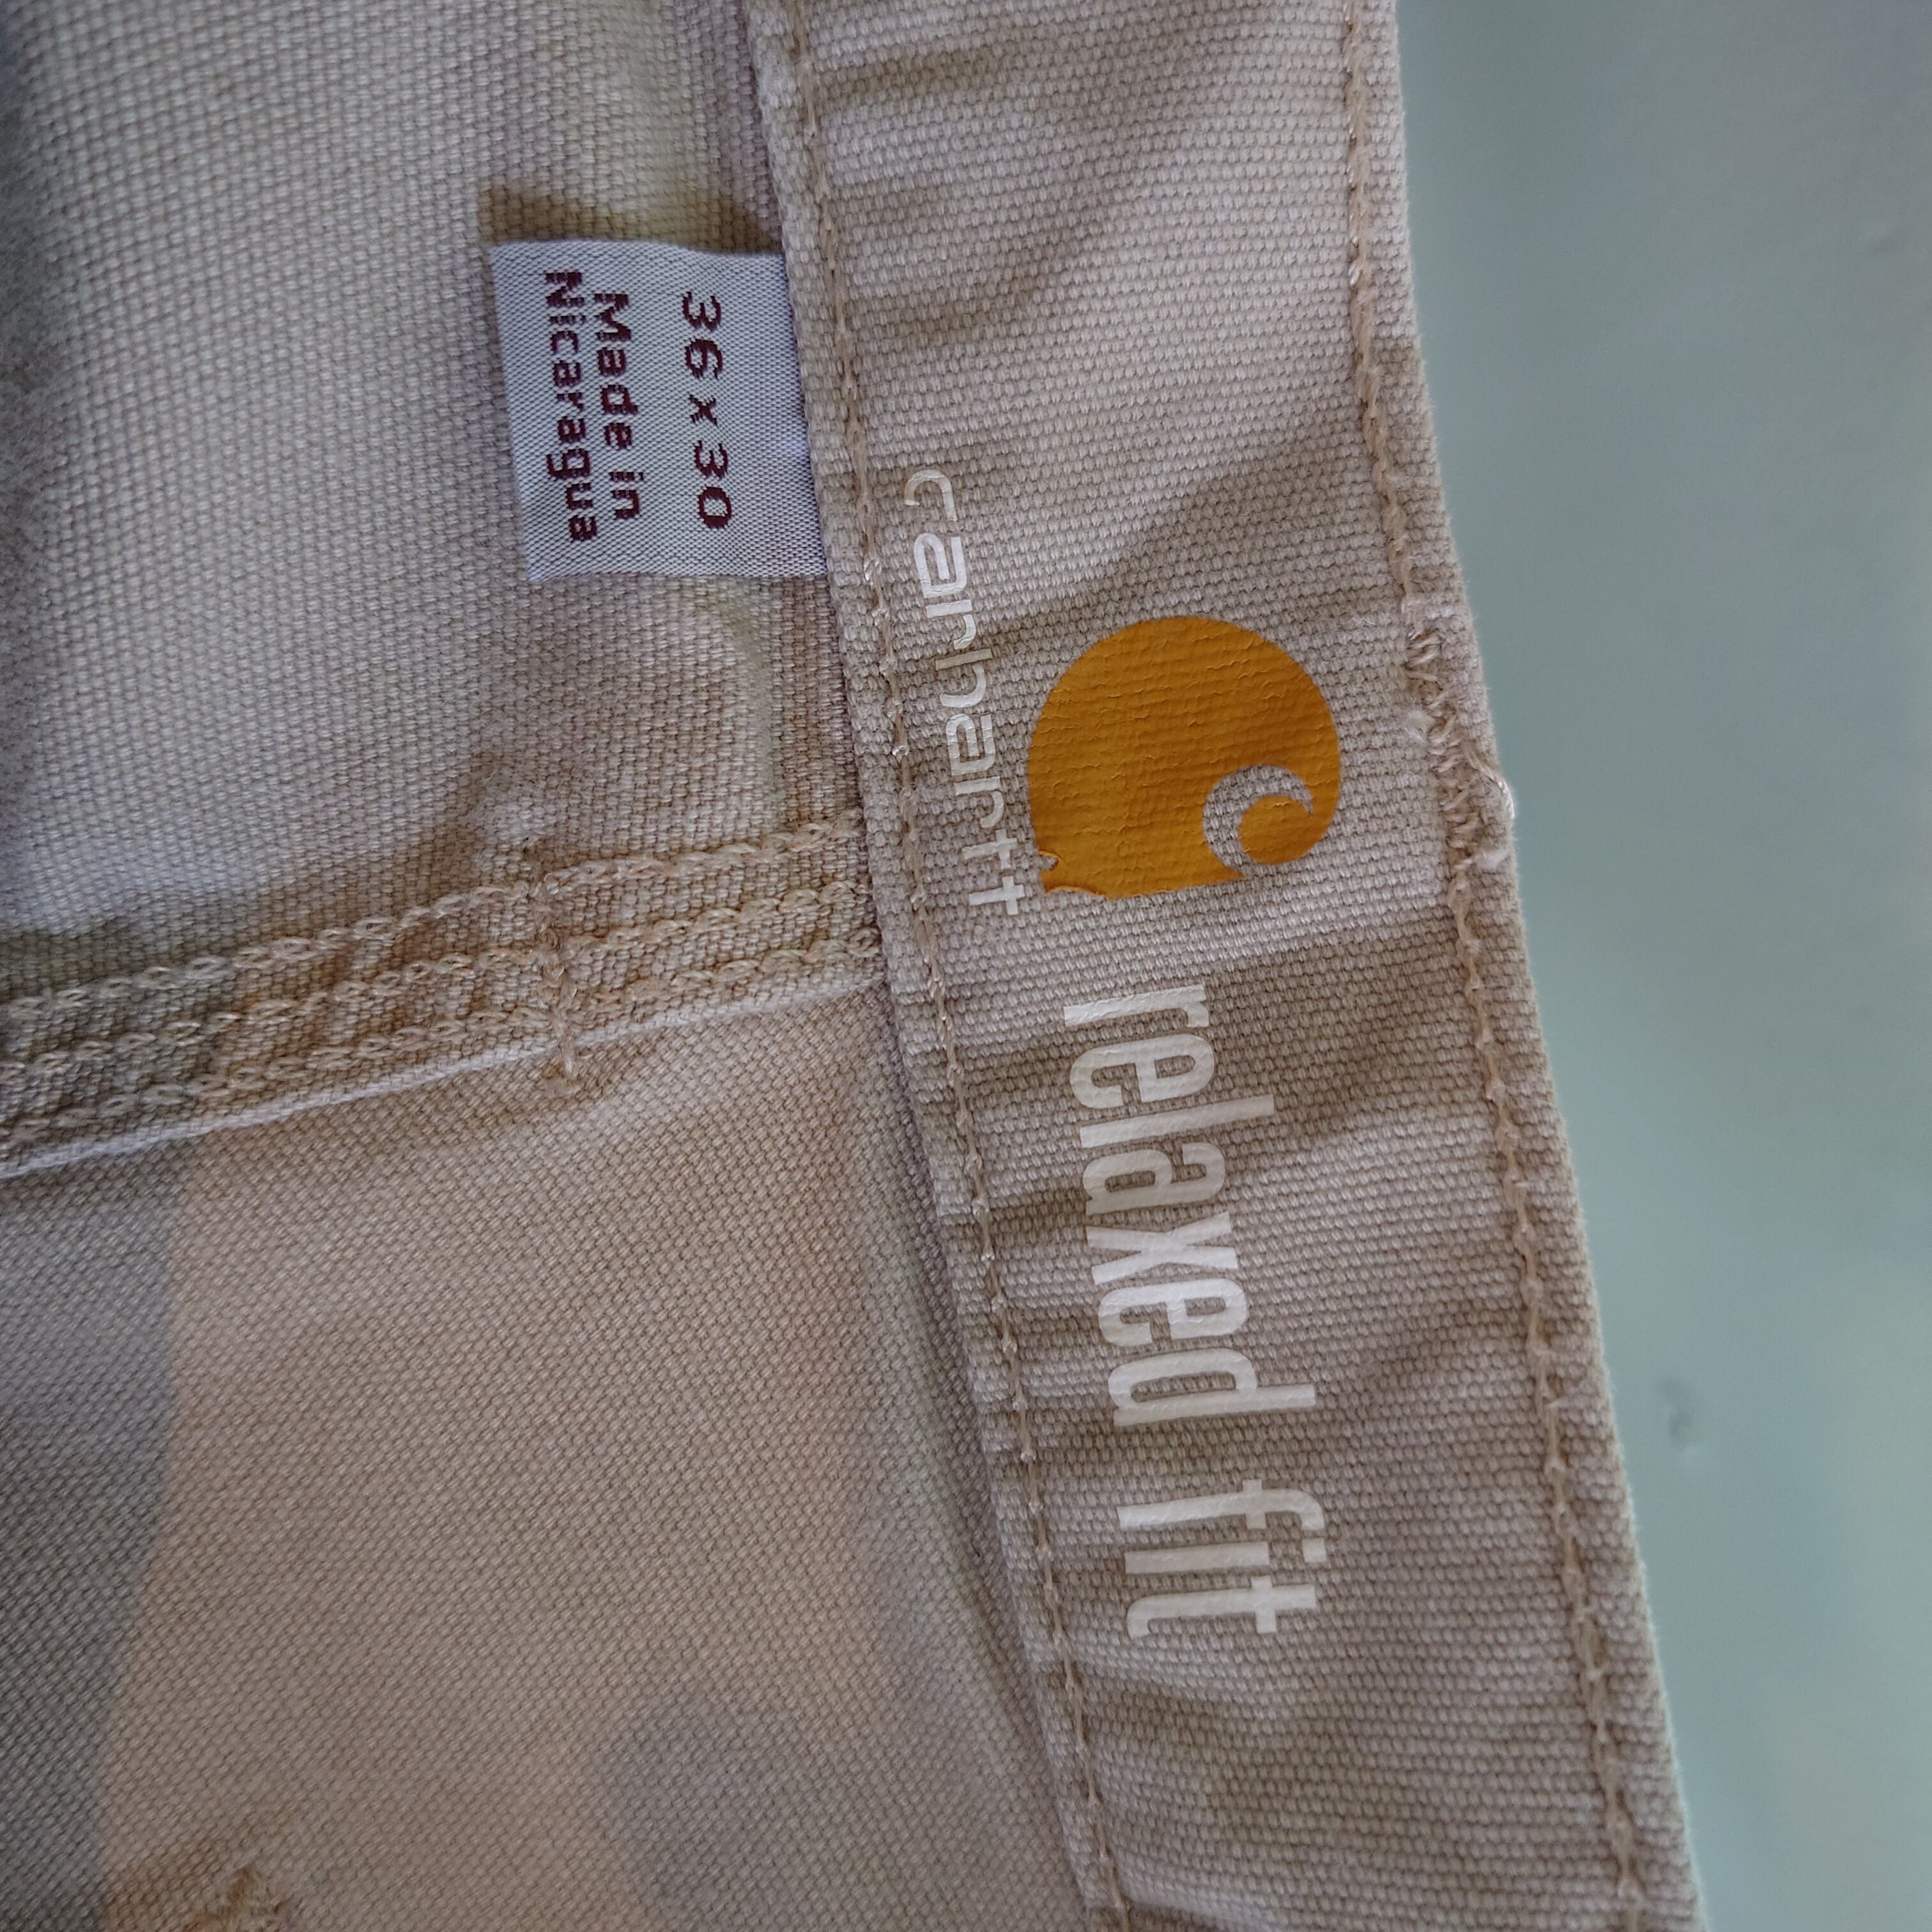 36 x 30
Made in
Nicaragua
carhartt
relaxed fit